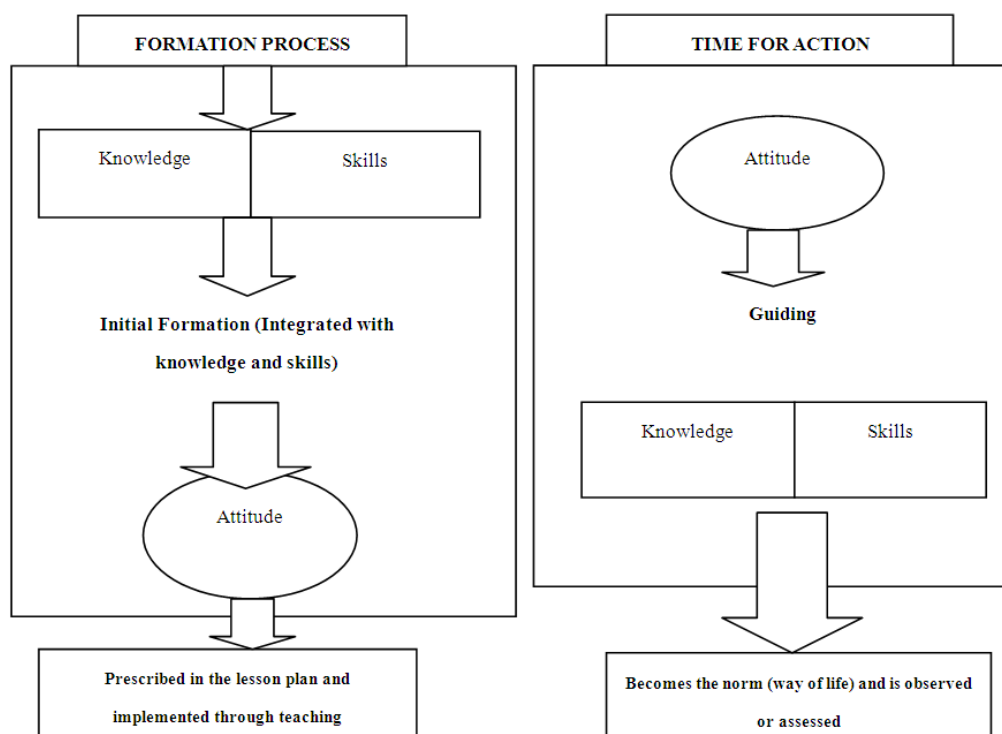 FORMATION PROCESS
Knowledge
Skills
Initial Formation (Integrated with
knowledge and skills)
Attitude
Prescribed in the lesson plan and
implemented through teaching
TIME FOR ACTION
Attitude
Guiding
Knowledge
Skills
Becomes the norm (way of life) and is observed
or assessed